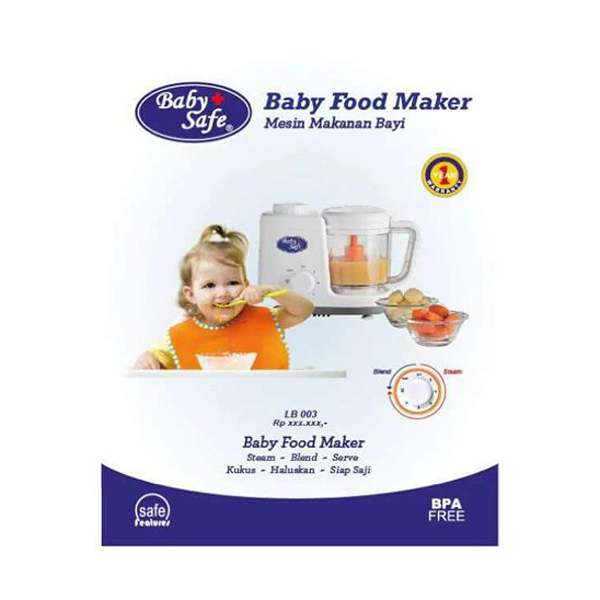 Baby
Safe®
Baby Food Maker
Mesin Makanan Bayi
1
YEAR
WARRANTY
Baby
Safe
Blend
Steam
LB 003
Rp xxx.xxx,-
Baby Food Maker
Steam - Blend - Serve
Kukus - Haluskan - Siap Saji
safe
Features
BPA
FREE